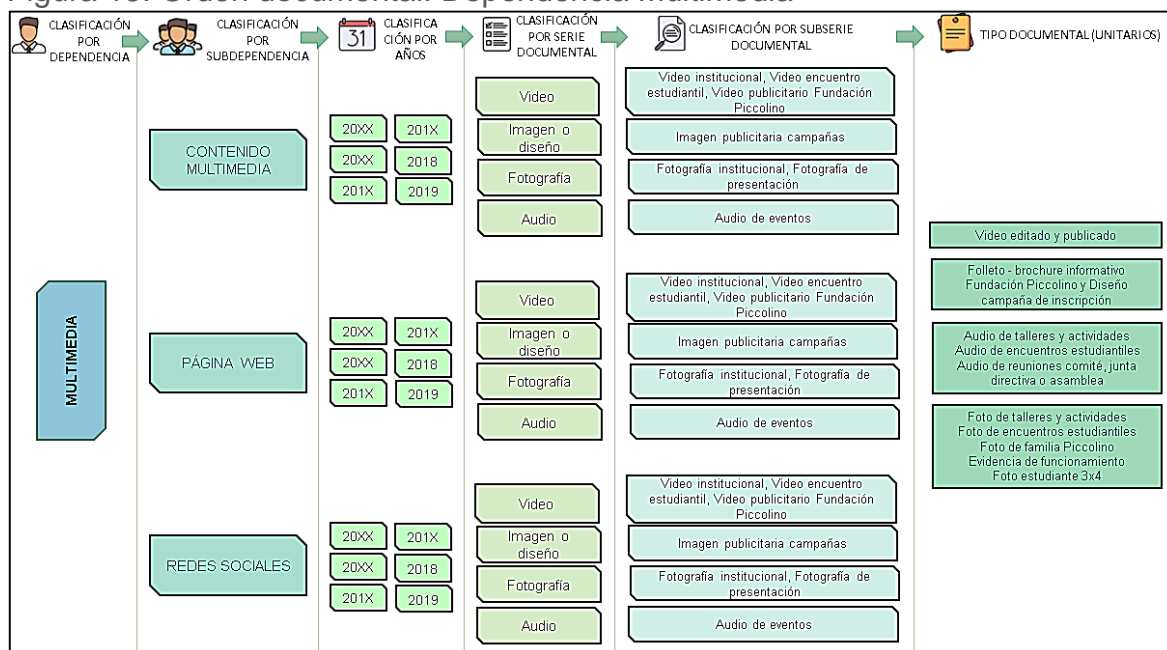 Figura 13. Orden documental. Dependencia Multimedia
CLASIFICACIÓN
POR
DEPENDENCIA
CLASIFICACIÓN
POR
SUBDEPENDENCIA
31
CLASIFICA
CIÓN POR
AÑOS
CLASIFICACIÓN
POR SERIE
DOCUMENTAL
CLASIFICACIÓN POR SUBSERIE
DOCUMENTAL
TIPO DOCUMENTAL (UNITARIOS)
MULTIMEDIA
CONTENIDO
MULTIMEDIA
20XX 201X
20XX 2018
201X 2019
Video
Imagen o
diseño
Fotografía
Audio
Video institucional, Video encuentro
estudiantil, Video publicitario Fundación
Piccolino
Imagen publicitaria campañas
Fotografía institucional, Fotografía de
presentación
Audio de eventos
PÁGINA WEB
20XX 201X
20XX 2018
201X 2019
Video
Imagen o
diseño
Fotografía
Audio
Video institucional, Video encuentro
estudiantil, Video publicitario Fundación
Piccolino
Imagen publicitaria campañas
Fotografía institucional, Fotografía de
presentación
Audio de eventos
REDES SOCIALES
20XX 201X
20XX 2018
201X 2019
Video
Imagen o
diseño
Fotografía
Audio
Video institucional, Video encuentro
estudiantil, Video publicitario Fundación
Piccolino
Imagen publicitaria campañas
Fotografía institucional, Fotografía de
presentación
Audio de eventos
Video editado y publicado
Folleto - brochure informativo
Fundación Piccolino y Diseño
campaña de inscripción
Audio de talleres y actividades
Audio de encuentros estudiantiles
Audio de reuniones comité, junta
directiva o asamblea
Foto de talleres y actividades
Foto de encuentros estudiantiles
Foto de familia Piccolino
Evidencia de funcionamiento
Foto estudiante 3x4